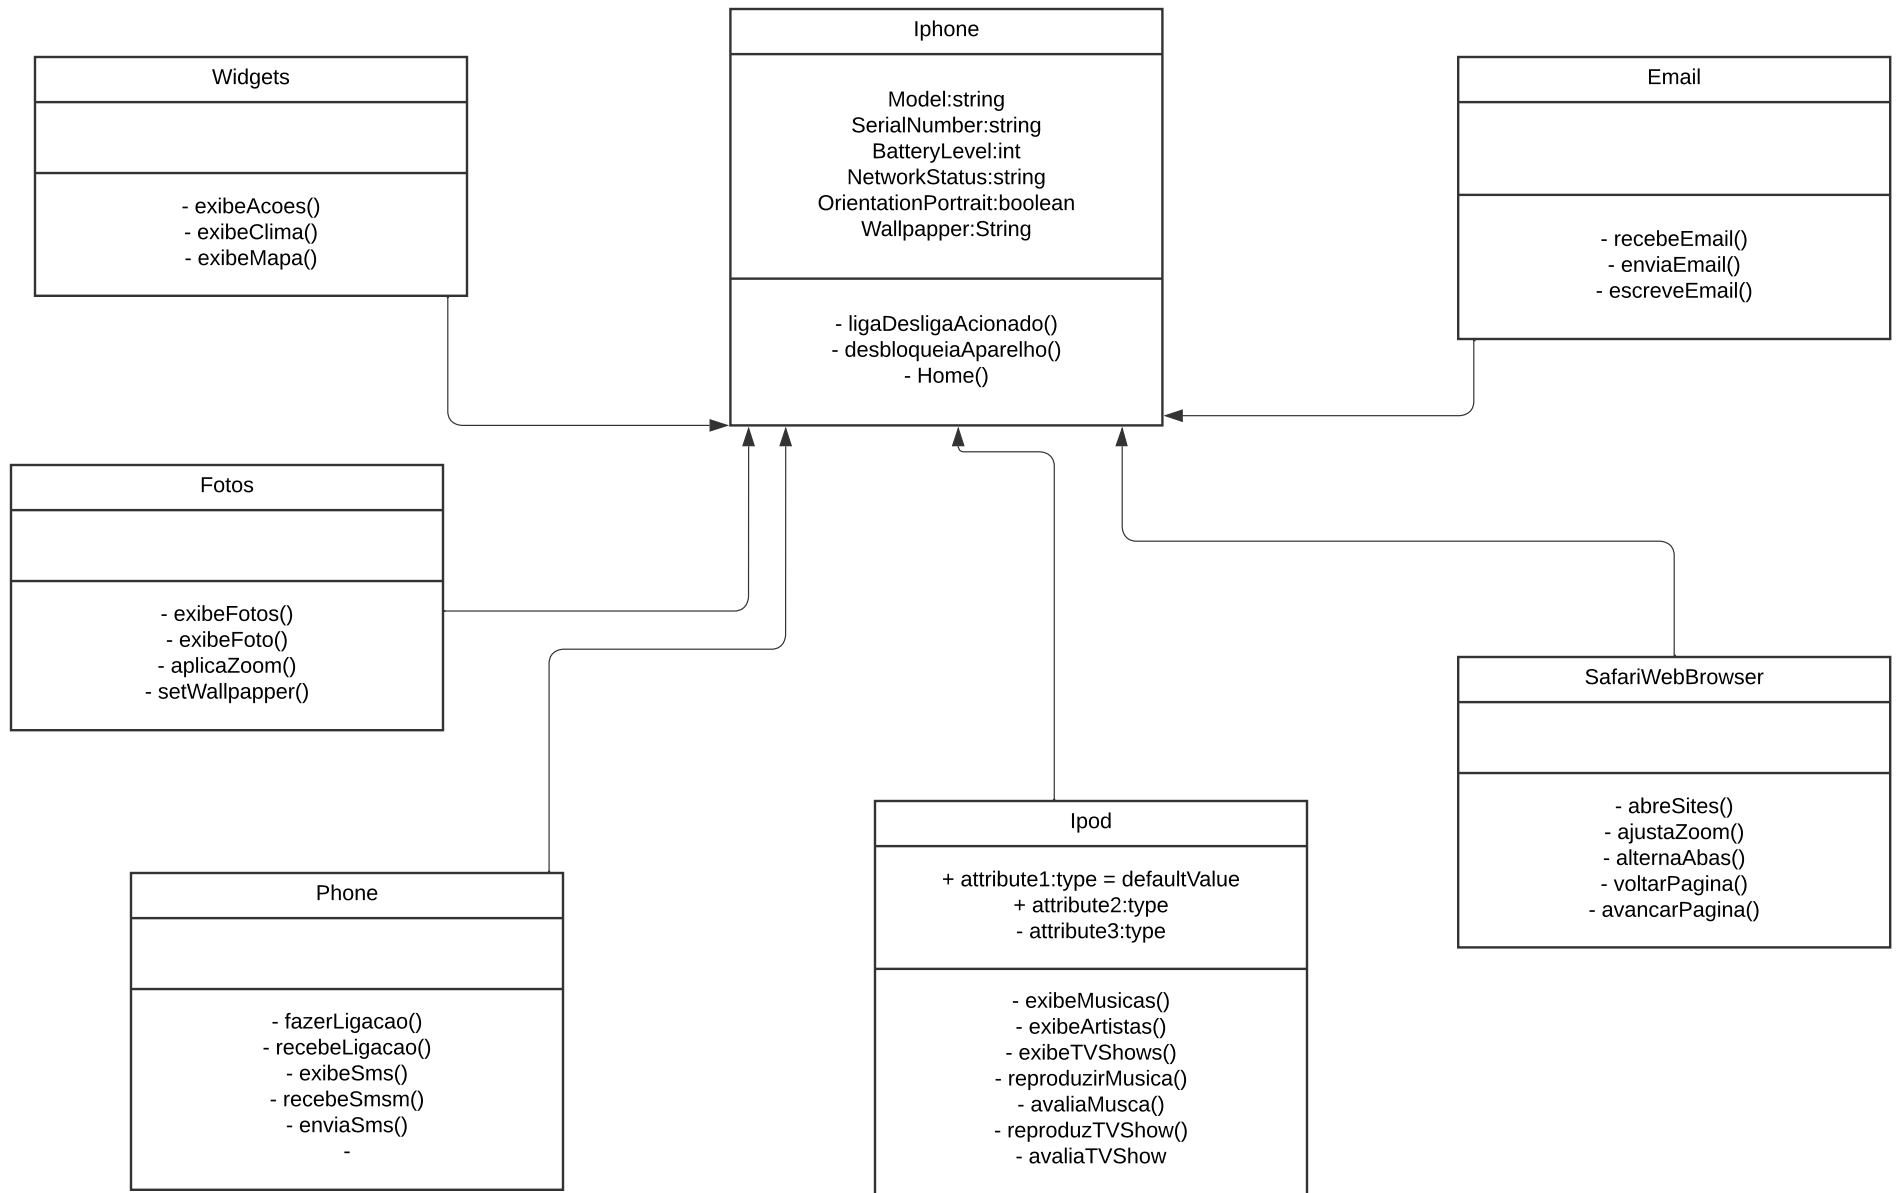 Iphone
Model:string
SerialNumber:string
BatteryLevel:int
NetworkStatus:string
OrientationPortrait:boolean
Wallpapper:String
- ligaDesligaAcionado()
- desbloqueiaAparelho()
- Home()
Widgets
- exibeAcoes()
- exibeClima()
- exibeMapa()
Email
- recebeEmail()
- enviaEmail()
- escreveEmail()
Fotos
- exibeFotos()
- exibeFoto()
- aplicaZoom()
- setWallpapper()
SafariWebBrowser
- abreSites()
- ajustaZoom()
- alternaAbas()
- voltarPagina()
- avancarPagina()
Phone
- fazerLigacao()
- recebeLigacao()
- exibeSms()
- recebeSmsm()
- enviaSms()
-
Ipod
+ attribute1:type = defaultValue
+ attribute2:type
- attribute3:type
- exibeMusicas()
- exibeArtistas()
- exibeTVShows()
- reproduzirMusica()
- avaliaMusca()
- reproduzTVShow()
- avaliaTVShow